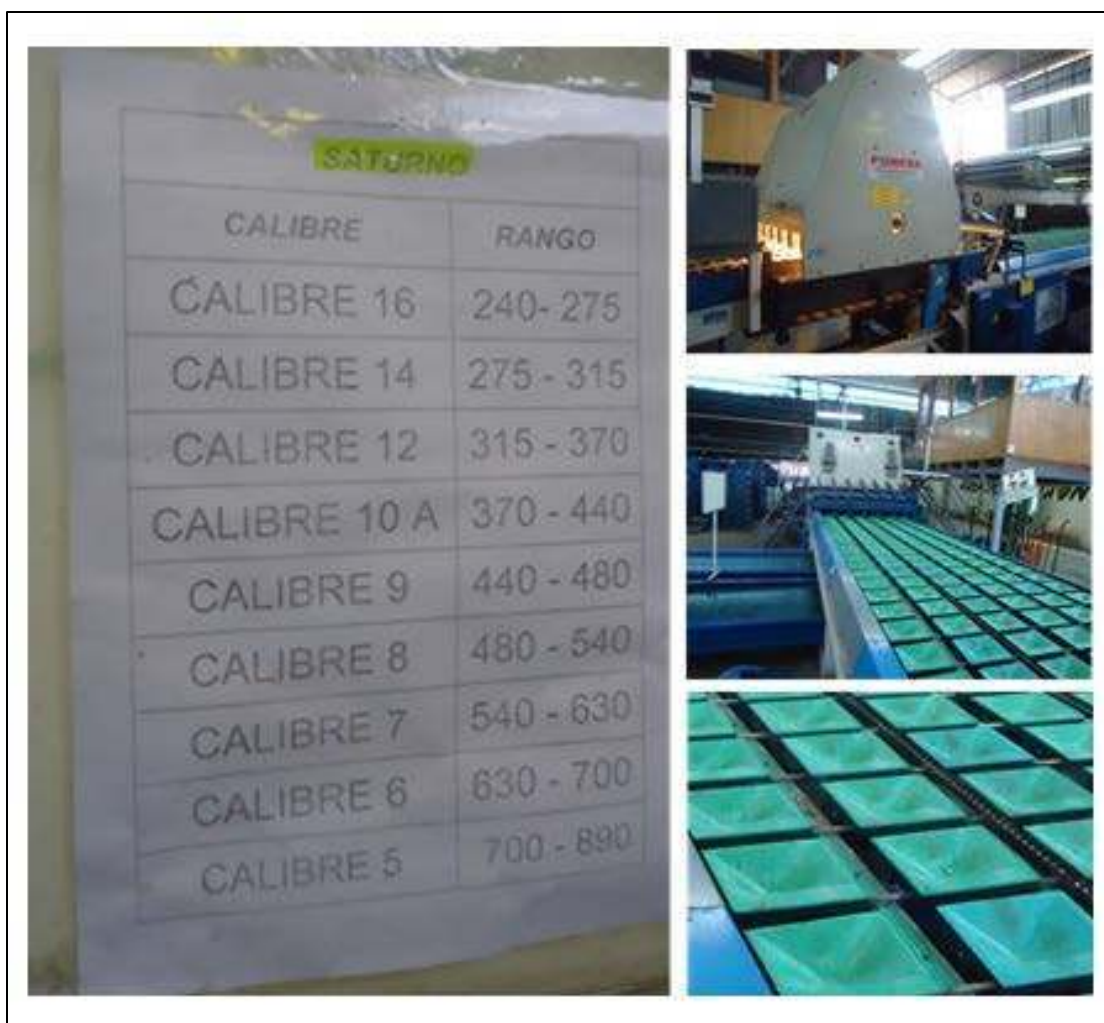 SATURNO
CALIBRE RANGO
CALIBRE 16 240- 275
CALIBRE 14 275 - 315
CALIBRE 12 315 - 370
CALIBRE 10 A 370 - 440
CALIBRE 9 440 - 480
CALIBRE 8 480 - 540
CALIBRE 7 540 - 630
CALIBRE 6 630 - 700
CALIBRE 5 700 - 890